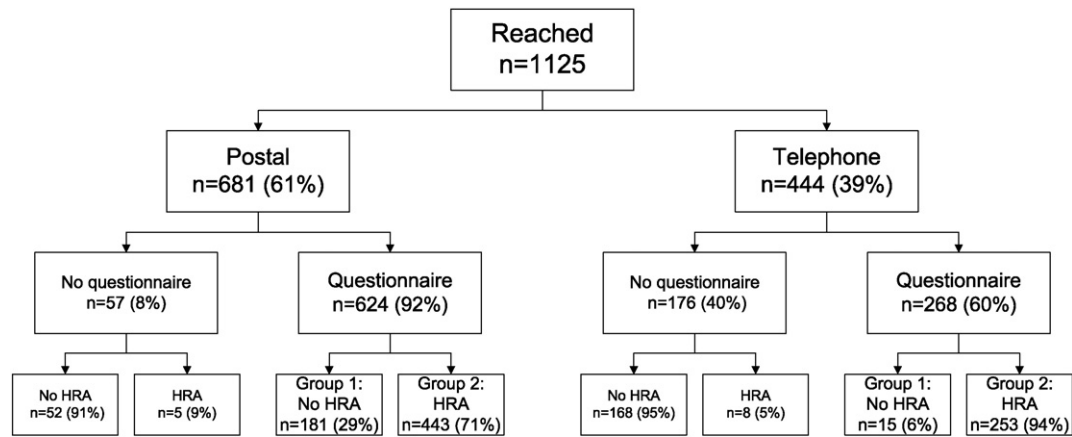 Reached
n=1125
Postal
n=681 (61%)
Telephone
n=444 (39%)
No questionnaire
n=57 (8%)
Questionnaire
n=624 (92%)
No questionnaire
n=176 (40%)
Questionnaire
n=268 (60%)
No HRA
n=52 (91%)
HRA
n=5 (9%)
Group 1:
No HRA
n=181 (29%)
Group 2:
HRA
n=443 (71%)
No HRA
n=168 (95%)
HRA
n=8 (5%)
Group 1:
No HRA
n=15 (6%)
Group 2:
HRA
n=253 (94%)